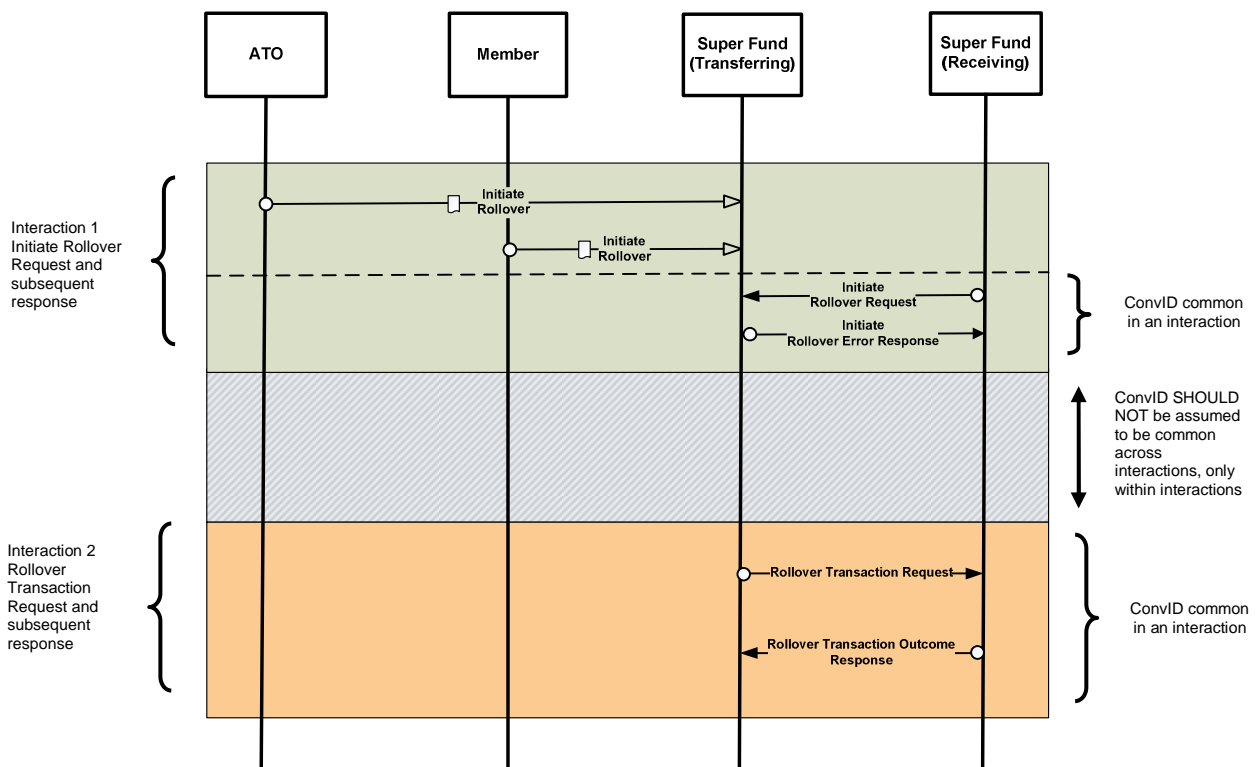 ATO
Member
Super Fund
(Transferring)
Super Fund
(Receiving)
Interaction 1
Initiate Rollover
Request and
subsequent
response
Initiate
Rollover
Initiate
Rollover
Initiate
Rollover Request
Initiate
Rollover Error Response
ConvID common
in an interaction
ConvID SHOULD
NOT be assumed
to be common
across
interactions, only
within interactions
Interaction 2
Rollover
Transaction
Request and
subsequent
response
Rollover Transaction Request
Rollover Transaction Outcome
Response
ConvID common
in an interaction